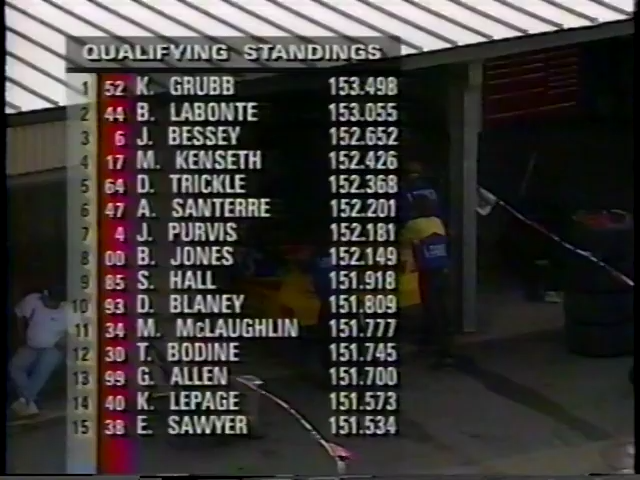 QUALIFYING STANDINGS
1 52 K. GRUBB 153.498
2 44 B. LABONTE 153.055
3 6 J. BESSEY 152.652
4 17 M. KENSETH 152.426
5 64 D. TRICKLE 152.368
6 47 A. SANTERRE 152.201
7 4 J. PURVIS 152.181
8 00 B. JONES 152.149
9 85 S. HALL 151.918
10 93 D. BLANEY 151.809
11 34 M. McLAUGHLIN 151.777
12 30 T. BODINE 151.745
13 99 G. ALLEN 151.700
14 40 K. LEPAGE 151.573
15 38 E. SAWYER 151.534